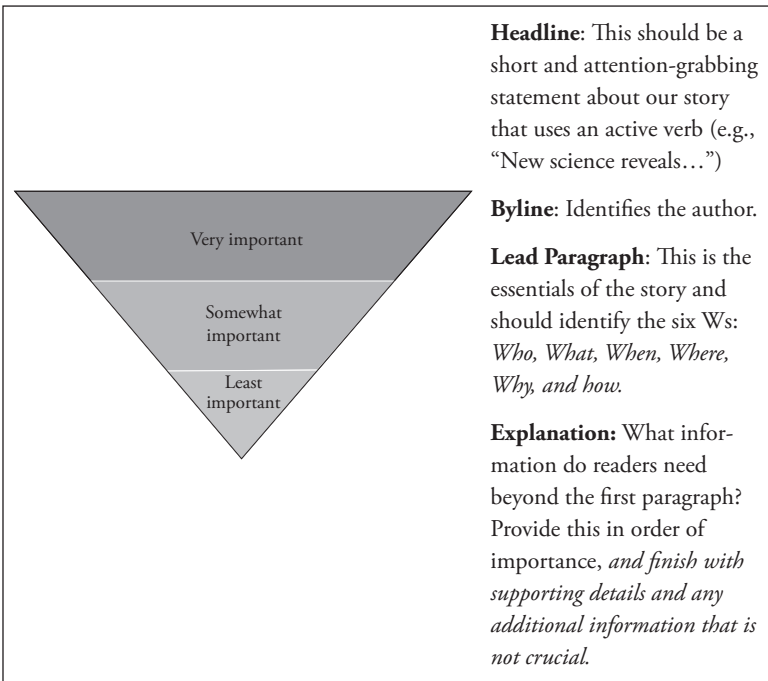 Very important
Somewhat
important
Least
important
Headline: This should be a
short and attention-grabbing
statement about our story
that uses an active verb (e.g.,
“New science reveals…”)
Byline: Identifies the author.
Lead Paragraph: This is the
essentials of the story and
should identify the six Ws:
Who, What, When, Where,
Why, and how.
Explanation: What infor-
mation do readers need
beyond the first paragraph?
Provide this in order of
importance, and finish with
supporting details and any
additional information that is
not crucial.